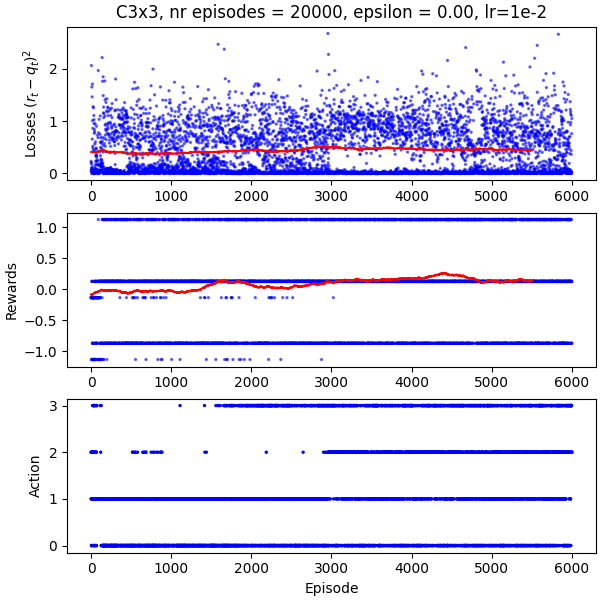 C3x3, nr episodes = 20000, epsilon = 0.00, lr=1e-2
Losses $(r_t - q_t)^2$
2
1
0
0 1000 2000 3000 4000 5000 6000
Rewards
1.0
0.5
0.0
−0.5
−1.0
0 1000 2000 3000 4000 5000 6000
Action
3
2
1
0
0 1000 2000 3000 4000 5000 6000
Episode